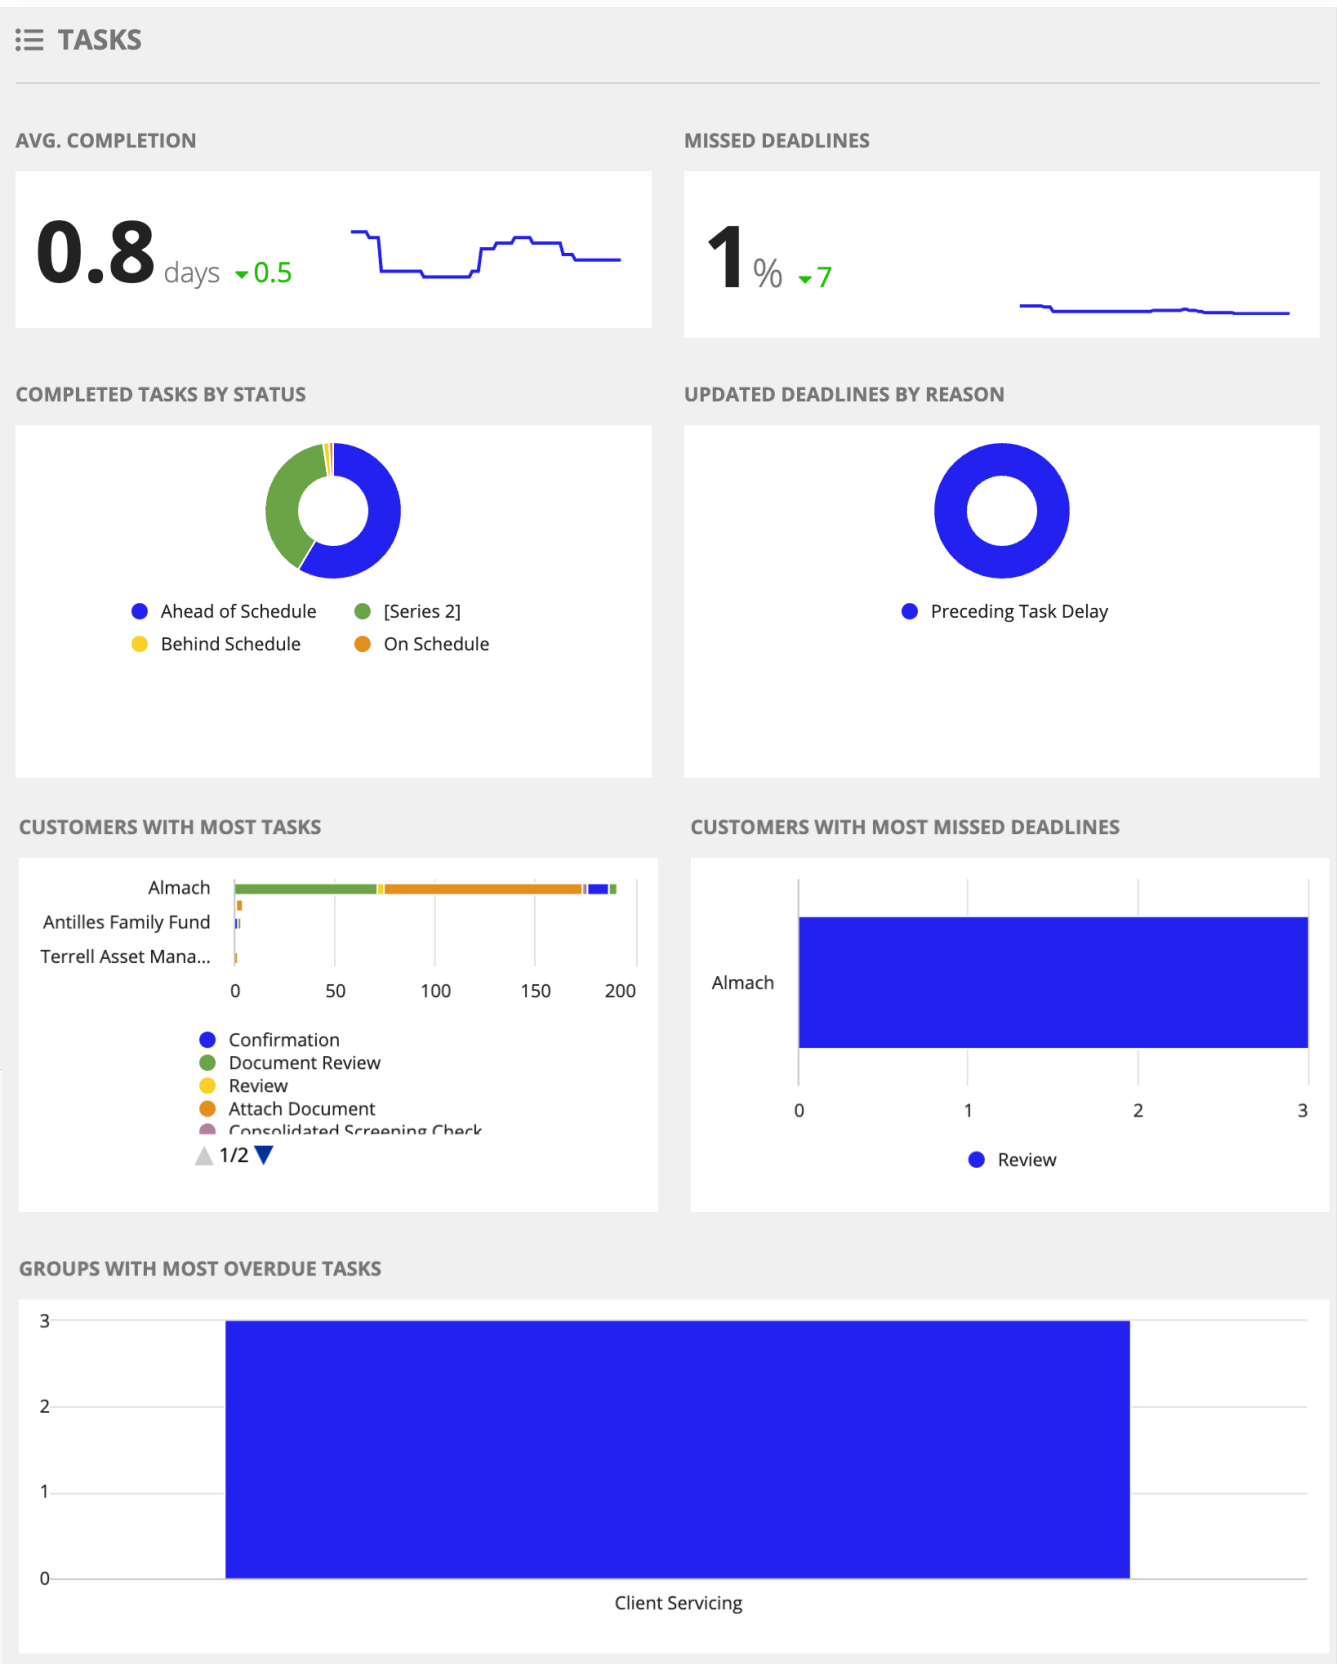 TASKS
AVG. COMPLETION
MISSED DEADLINES
0.8 days 0.5
1 % 7
COMPLETED TASKS BY STATUS
UPDATED DEADLINES BY REASON
Ahead of Schedule [Series 2]
Behind Schedule On Schedule
Preceding Task Delay
CUSTOMERS WITH MOST TASKS
CUSTOMERS WITH MOST MISSED DEADLINES
Almach
Antilles Family Fund
Terrell Asset Mana...
0 50 100 150 200
Confirmation
Document Review
Review
Attach Document
Consolidated Screening Check
1/2
Almach
0 1 2 3
Review
GROUPS WITH MOST OVERDUE TASKS
3
2
1
0
Client Servicing